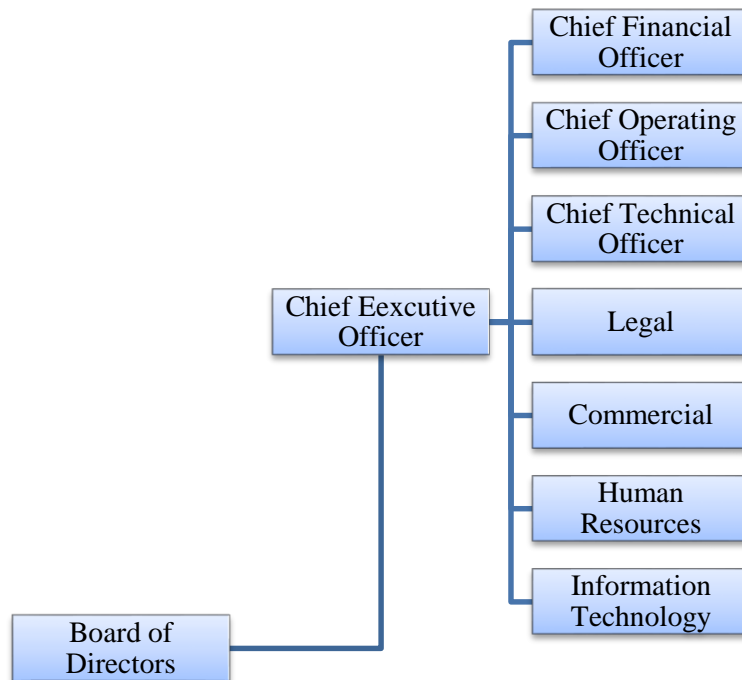 Chief Financial
Officer
Chief Operating
Officer
Chief Technical
Officer
Chief Eexcutive
Officer
Legal
Commercial
Human
Resources
Information
Technology
Board of
Directors